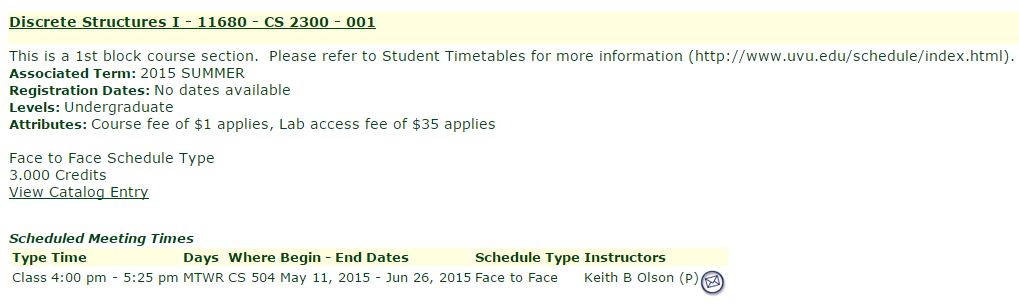 Discrete Structures I - 11680 - CS 2300 - 001
This is a 1st block course section.  Please refer to Student Timetables for more information (http://www.uvu.edu/schedule/index.html).
Associated Term: 2015 SUMMER
Registration Dates: No dates available
Levels: Undergraduate
Attributes: Course fee of $1 applies, Lab access fee of $35 applies
Face to Face Schedule Type
3.000 Credits
View Catalog Entry
Scheduled Meeting Times
Type Time Days Where Begin - End Dates Schedule Type Instructors
Class 4:00 pm - 5:25 pm MTWR CS 504 May 11, 2015 - Jun 26, 2015 Face to Face Keith B Olson (P)